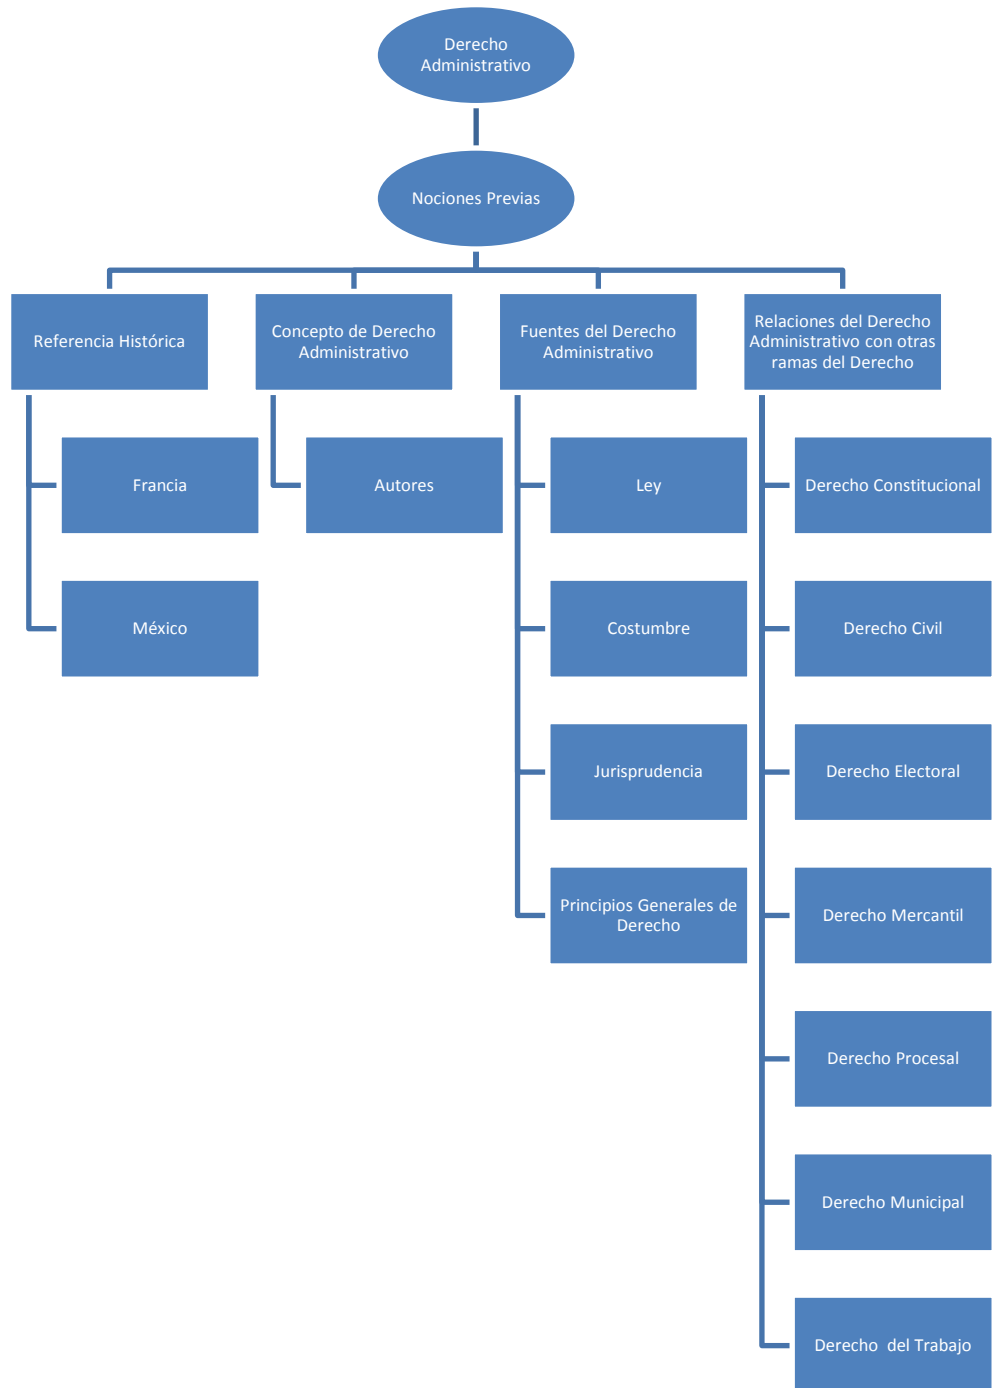 Derecho
Administrativo
Nociones Previas
Referencia Histórica
Francia
México
Concepto de Derecho
Administrativo
Autores
Fuentes del Derecho
Administrativo
Ley
Costumbre
Jurisprudencia
Principios Generales de
Derecho
Relaciones del Derecho
Administrativo con otras
ramas del Derecho
Derecho Constitucional
Derecho Civil
Derecho Electoral
Derecho Mercantil
Derecho Procesal
Derecho Municipal
Derecho  del Trabajo